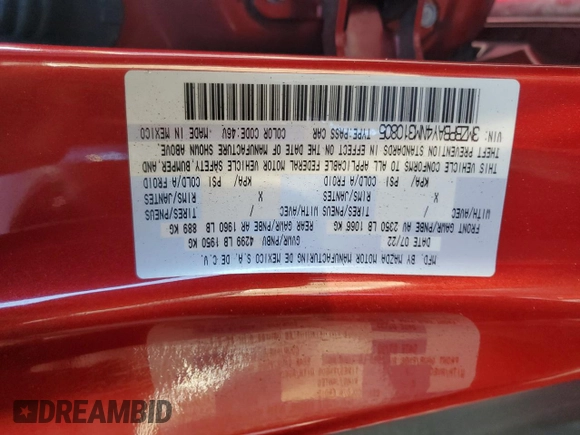 MFD. BY MAZDA MOTOR MANUFACTURING DE MEXICO S.A. DE C.V.
DATE 07/22 GVWR/PNBV 4299 LB 1950 KG
FRONT GAWR/PNBE AV 2350 LB 1066 KG REAR GAWR/PNBE AR 1960 LB 889 KG
WITH/AVEC TIRES/PNEUS WITH/AVEC TIRES/PNEUS
X RIMS/JANTES X RIMS/JANTES
KPA/ PSI COLD/A FROID KPA/ PSI COLD/A FROID
THIS VEHICLE CONFORMS TO ALL APPLICABLE FEDERAL MOTOR VEHICLE SAFETY, BUMPER, AND
THEFT PREVENTION STANDARDS IN EFFECT ON THE DATE OF MANUFACTURE SHOWN ABOVE.
VIN: 3MZBPBAY4NM310805 TYPE:PASS CAR COLOR CODE:46V MADE IN MEXICO
DREAMBID